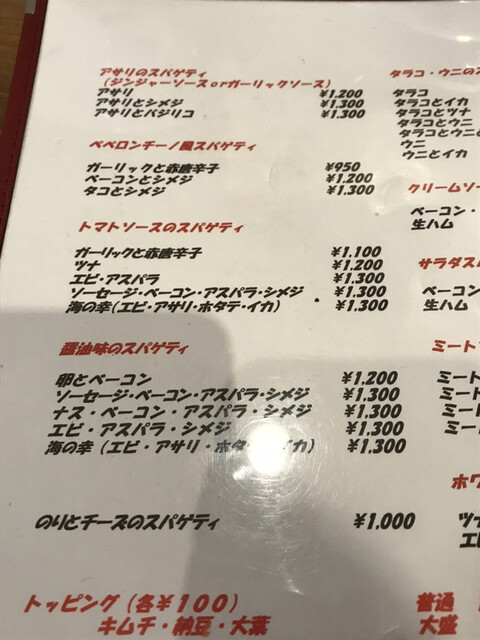 アサリのスパゲティ
(ジンジャーソースorガーリックソース)
アサリ ¥1.200
アサリとシメジ ¥1.300
アサリとバジリコ ¥1.300
ペペロンチーノ風スパゲティ
ガーリックと赤唐辛子 ¥950
ベーコンとシメジ ¥1.200
タコとシメジ ¥1.300
トマトソースのスパゲティ
ガーリックと赤唐辛子 ¥1.100
ツナ ¥1.200
エビ・アスパラ ¥1.300
ソーセージ・ベーコン・アスパラ・シメジ ¥1.300
海の幸(エビ・アサリ・ホタテ・イカ) ¥1.300
醤油味のスパゲティ
卵とベーコン ¥1.200
ソーセージ・ベーコン・アスパラ・シメジ ¥1.300
ナス・ベーコン・アスパラ・シメジ ¥1.300
エビ・アスパラ・シメジ ¥1.300
海の幸(エビ・アサリ・ホタテ・イカ) ¥1.300
のりとチーズのスパゲティ ¥1.000
トッピング(各¥100)
キムチ・納豆・大葉
タラコ・ウニのス
タラコ
タラコとイカ
タラコとツナ
タラコとウニ
タラコとウニと
ウニ
ウニとイカ
クリームソー
ベーコン・
生ハム
サラダス
ベーコン
生ハム
ミート
ミート
ミート
ミート
ミート
ホワ
ツナ
エビ
普通
大盛